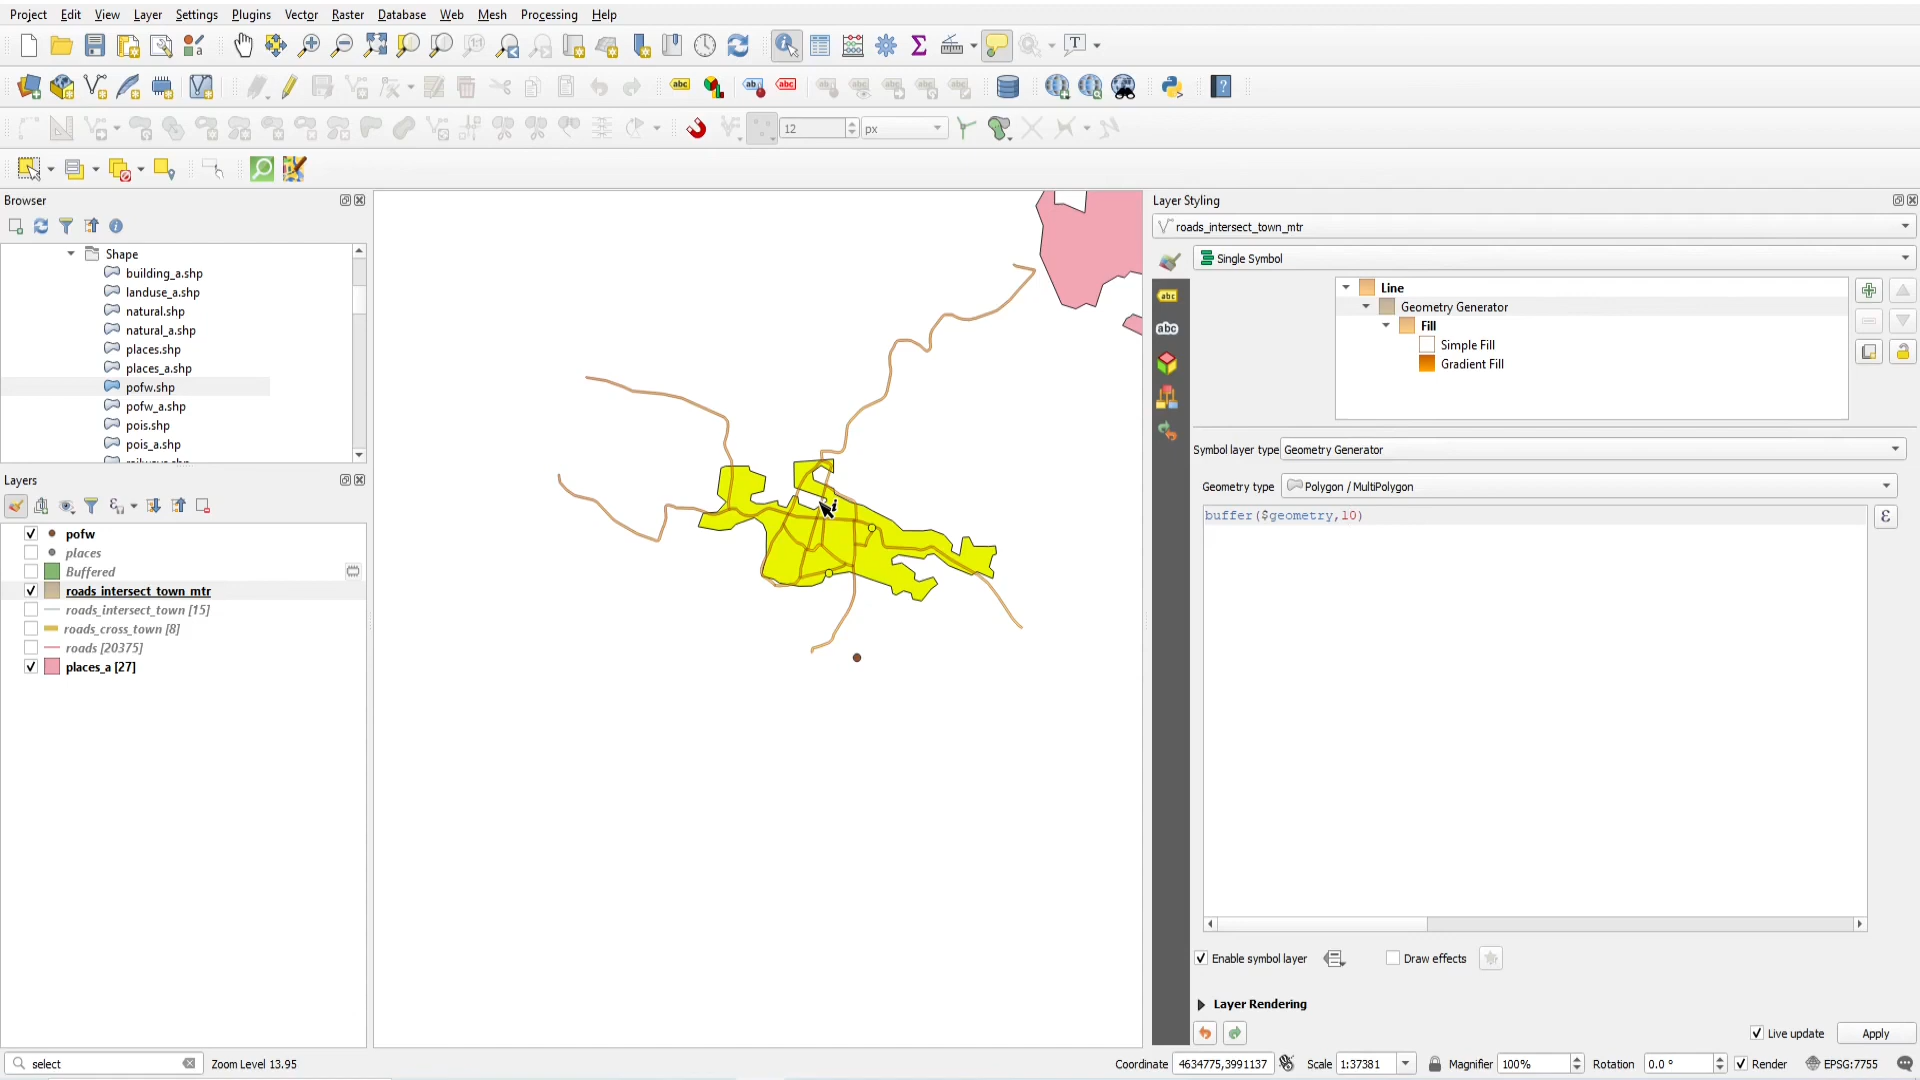 Project Edit View Layer Settings Plugins Vector Raster Database Web Mesh Processing Help
12 px
Browser
Shape
building_a.shp
landuse_a.shp
natural.shp
natural_a.shp
places.shp
places_a.shp
pofw.shp
pofw_a.shp
pois.shp
pois_a.shp
Layers
pofw
places
Buffered
roads_intersect_town_mtr
roads_intersect_town [15]
roads_cross_town [8]
roads [20375]
places_a [27]
Layer Styling
roads_intersect_town_mtr
Single Symbol
Line
Geometry Generator
Fill
Simple Fill
Gradient Fill
Symbol layer type Geometry Generator
Geometry type Polygon / MultiPolygon
buffer($geometry,10)
Enable symbol layer Draw effects
Layer Rendering
Live update Apply
select Zoom Level 13.95 Coordinate 4634775,3991137 Scale 1:37381 Magnifier 100% Rotation 0.0 ° Render EPSG:7755